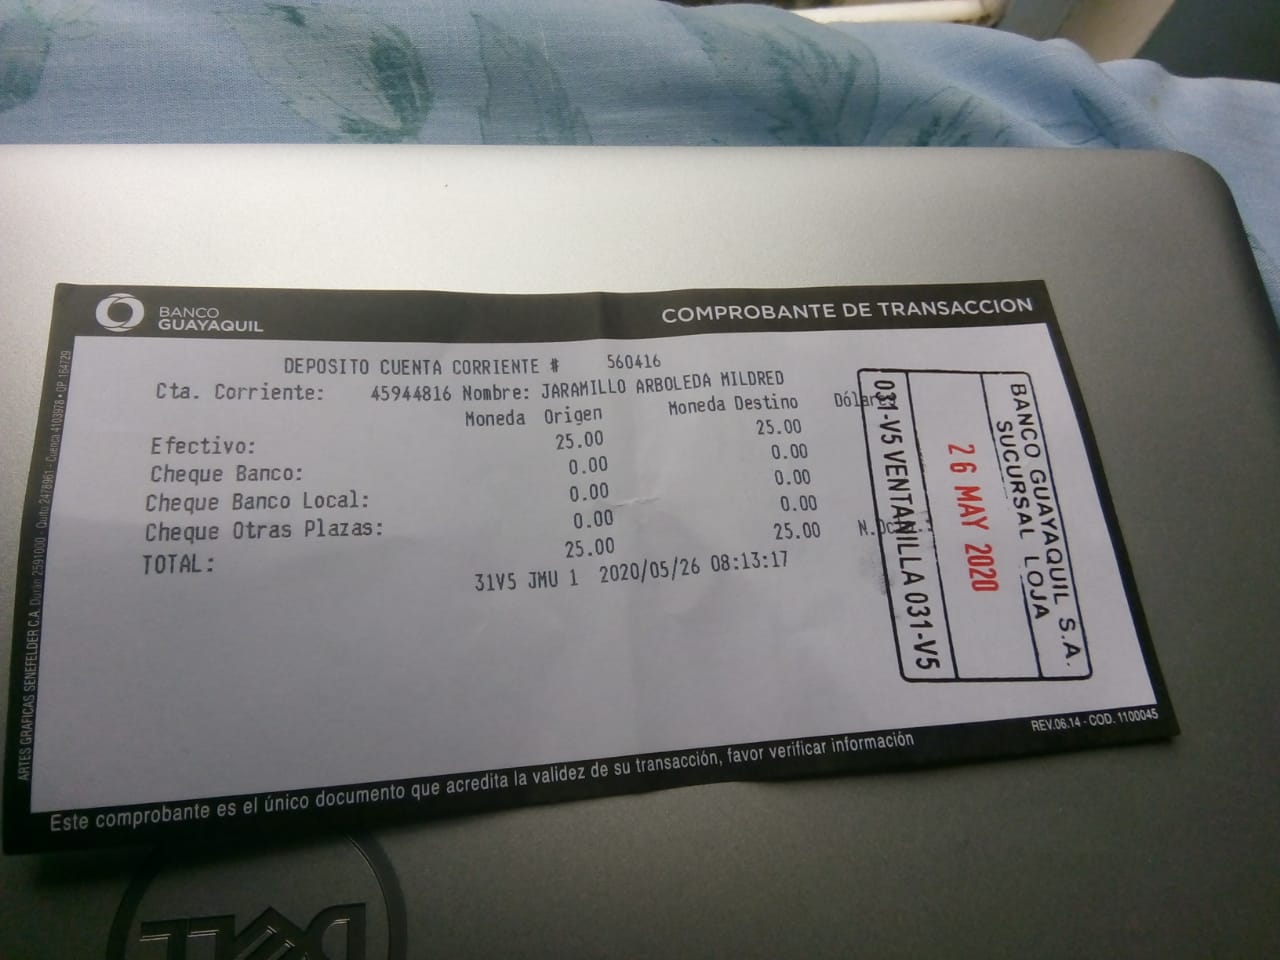 BANCO
GUAYAQUIL
COMPROBANTE DE TRANSACCION
DEPOSITO CUENTA CORRIENTE # 560416
Cta. Corriente: 45944816 Nombre: JARAMILLO ARBOLEDA MILDRED
Moneda Origen Moneda Destino Dólares
Efectivo: 25.00 25.00
Cheque Banco: 0.00 0.00
Cheque Banco Local: 0.00 0.00
Cheque Otras Plazas: 0.00 0.00
TOTAL: 25.00 25.00
31V5 JMU 1 2020/05/26 08:13:17
BANCO GUAYAQUIL S.A.
SUCURSAL LOJA
26 MAY 2020
031-V5 VENTANILLA 031-V5
REV.06.14 - COD. 1100045
Este comprobante es el único documento que acredita la validez de su transacción, favor verificar información
ARTES GRAFICAS SENEFELDER C.A. Durán 2591000 - Quito 2478961 - Cuenca 4103978 • OP. 164729
DELL